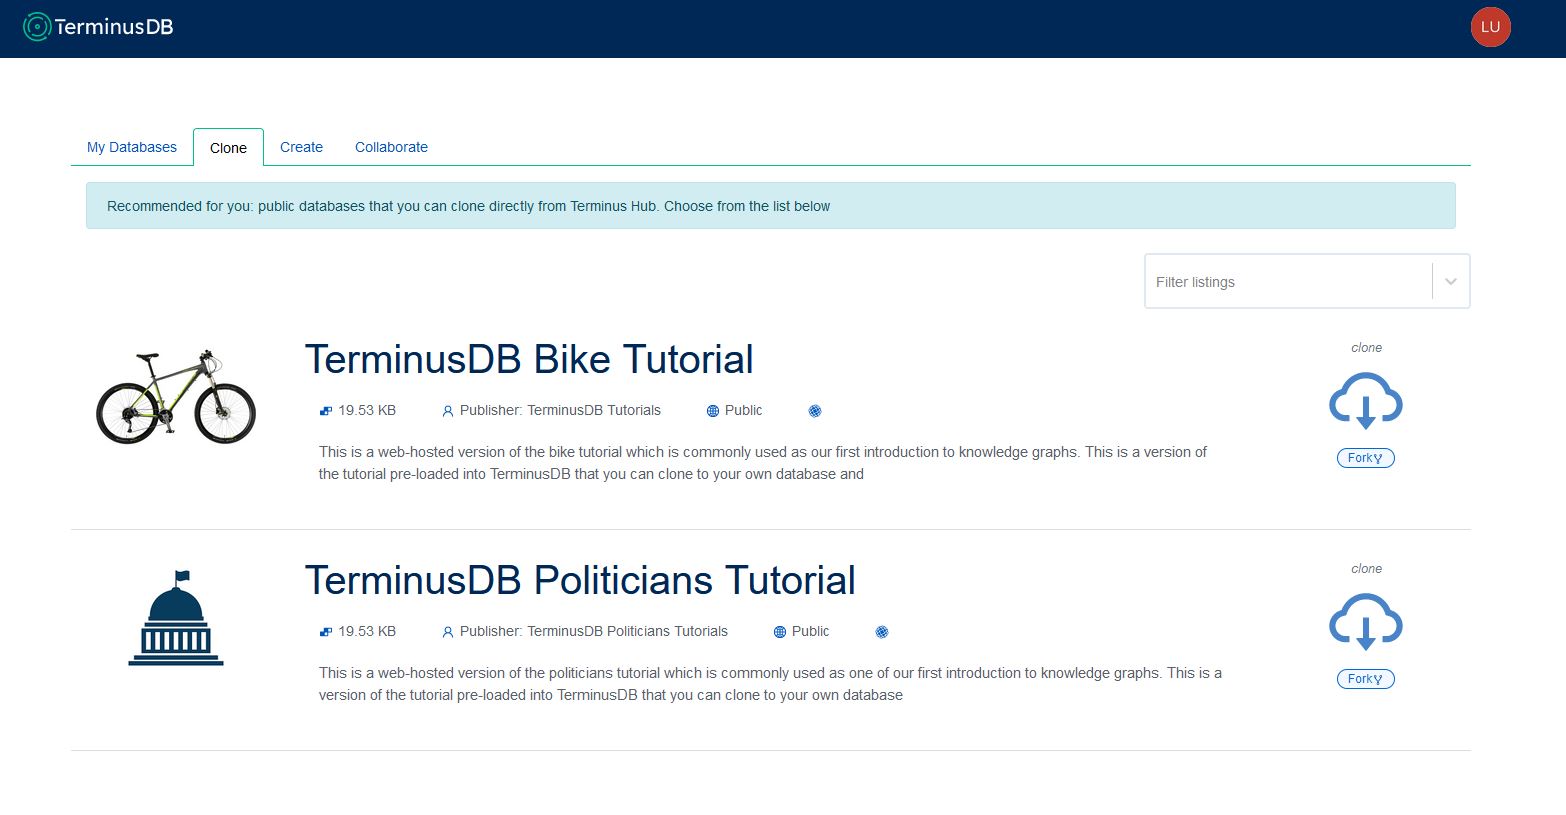 TerminusDB
LU
My Databases
Clone
Create
Collaborate
Recommended for you: public databases that you can clone directly from Terminus Hub. Choose from the list below
Filter listings
TerminusDB Bike Tutorial
19.53 KB
Publisher: TerminusDB Tutorials
Public
This is a web-hosted version of the bike tutorial which is commonly used as our first introduction to knowledge graphs. This is a version of
the tutorial pre-loaded into TerminusDB that you can clone to your own database and
clone
Fork
TerminusDB Politicians Tutorial
19.53 KB
Publisher: TerminusDB Politicians Tutorials
Public
This is a web-hosted version of the politicians tutorial which is commonly used as one of our first introduction to knowledge graphs. This is a
version of the tutorial pre-loaded into TerminusDB that you can clone to your own database
clone
Fork